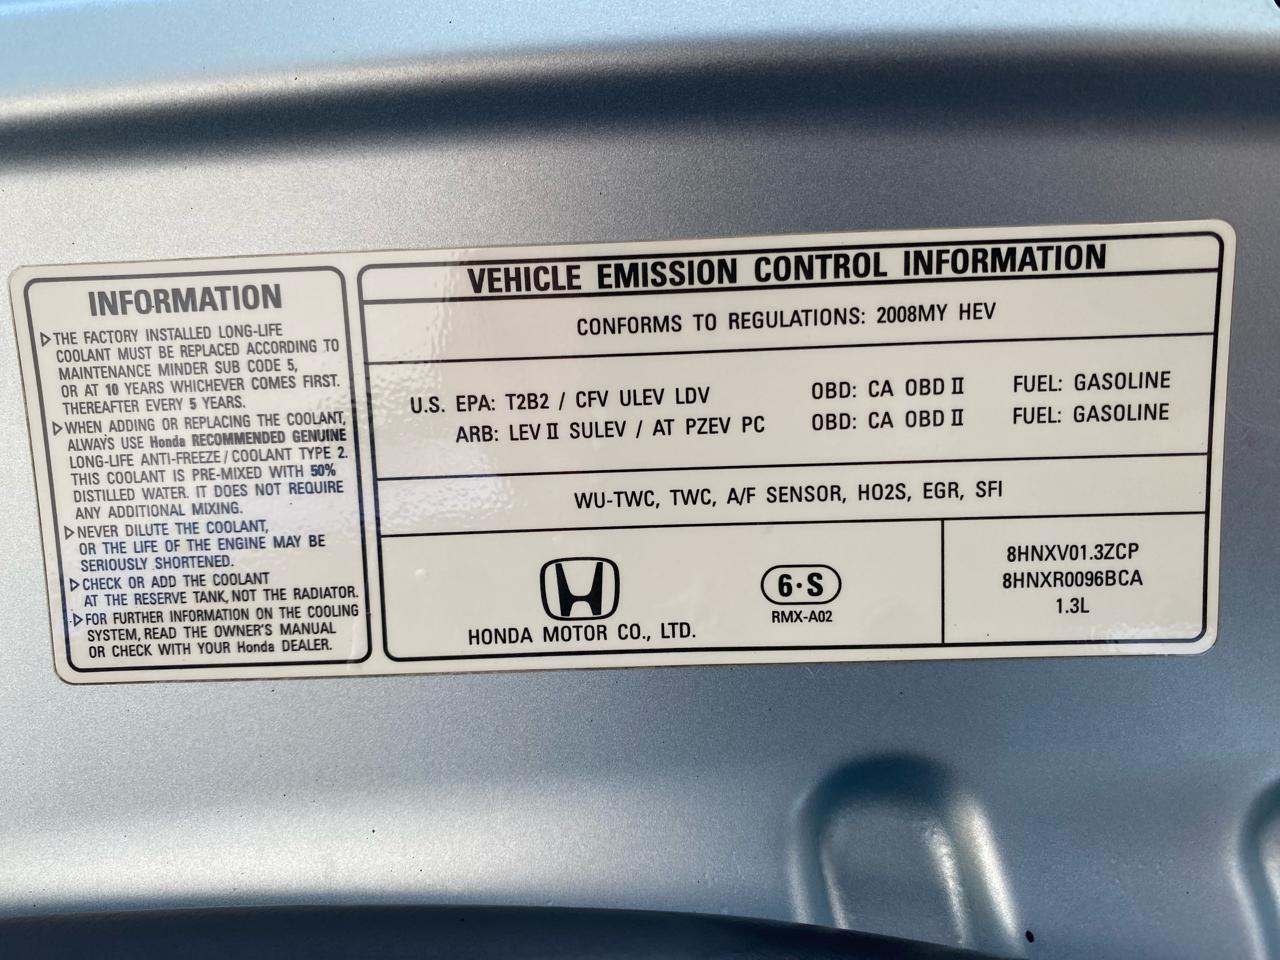 INFORMATION
▷THE FACTORY INSTALLED LONG-LIFE
COOLANT MUST BE REPLACED ACCORDING TO
MAINTENANCE MINDER SUB CODE 5,
OR AT 10 YEARS WHICHEVER COMES FIRST.
THEREAFTER EVERY 5 YEARS.
▷WHEN ADDING OR REPLACING THE COOLANT,
ALWAYS USE Honda RECOMMENDED GENUINE
LONG-LIFE ANTI-FREEZE/COOLANT TYPE 2.
THIS COOLANT IS PRE-MIXED WITH 50%
DISTILLED WATER. IT DOES NOT REQUIRE
ANY ADDITIONAL MIXING.
▷NEVER DILUTE THE COOLANT,
OR THE LIFE OF THE ENGINE MAY BE
SERIOUSLY SHORTENED.
▷CHECK OR ADD THE COOLANT
AT THE RESERVE TANK, NOT THE RADIATOR.
▷FOR FURTHER INFORMATION ON THE COOLING
SYSTEM, READ THE OWNER'S MANUAL
OR CHECK WITH YOUR Honda DEALER.
VEHICLE EMISSION CONTROL INFORMATION
CONFORMS TO REGULATIONS: 2008MY HEV
U.S. EPA: T2B2 / CFV ULEV LDV OBD: CA OBD II FUEL: GASOLINE
ARB: LEV II SULEV / AT PZEV PC OBD: CA OBD II FUEL: GASOLINE
WU-TWC, TWC, A/F SENSOR, HO2S, EGR, SFI
HONDA MOTOR CO., LTD.
6·S
RMX-A02
8HNXV01.3ZCP
8HNXR0096BCA
1.3L